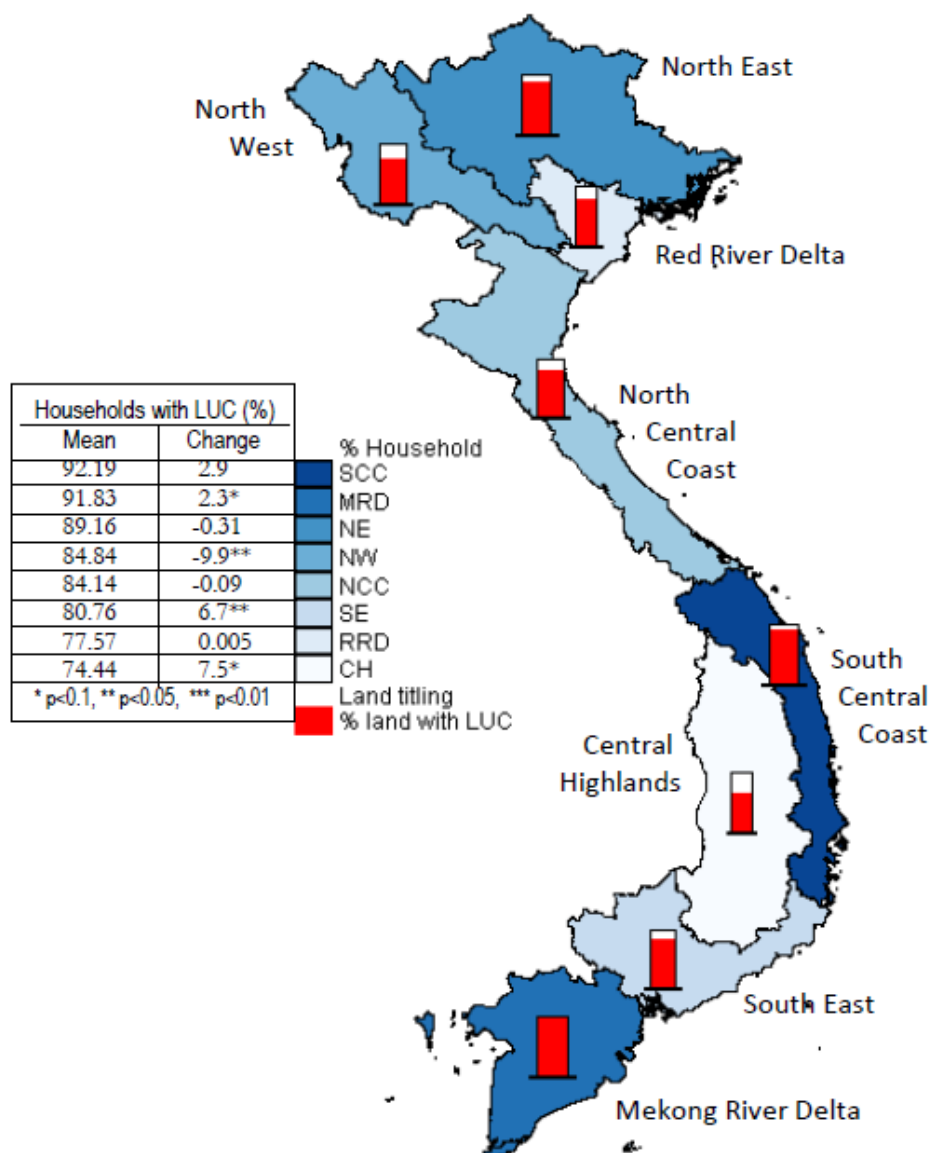 North East
North
West
Red River Delta
North
Central
Coast
Households with LUC (%)
Mean Change
92.19 2.9
91.83 2.3*
89.16 -0.31
84.84 -9.9**
84.14 -0.09
80.76 6.7**
77.57 0.005
74.44 7.5*
* p<0.1, ** p<0.05, *** p<0.01
% Household
SCC
MRD
NE
NW
NCC
SE
RRD
CH
Land titling
% land with LUC
South
Central
Coast
Central
Highlands
South East
Mekong River Delta